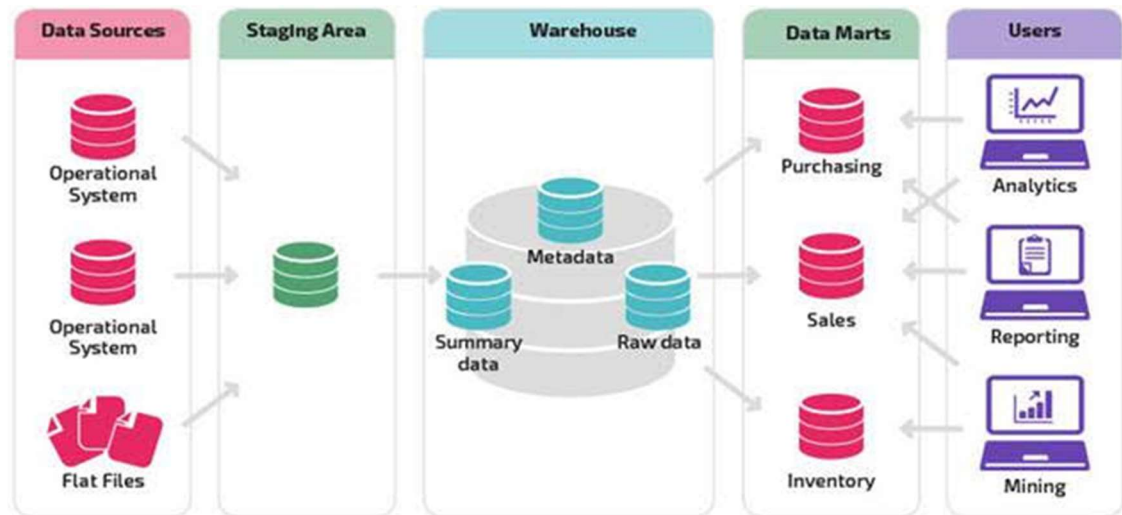 Data Sources
Staging Area
Warehouse
Data Marts
Users
Operational
System
Operational
System
Flat Files
Metadata
Summary
data
Raw data
Purchasing
Sales
Inventory
Analytics
Reporting
Mining